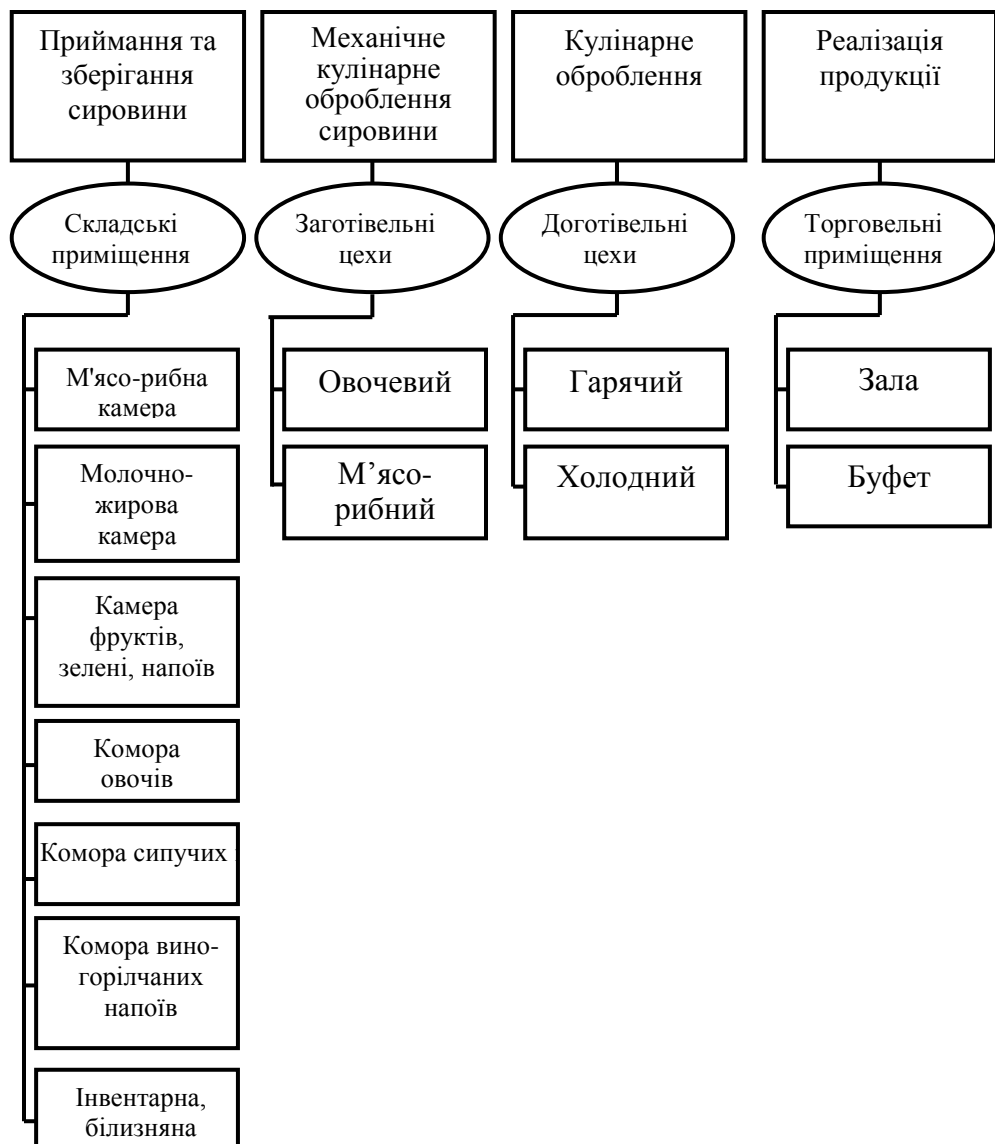 Приймання та
зберігання
сировини
Механічне
кулінарне
оброблення
сировини
Кулінарне
оброблення
Реалізація
продукції
Складські
приміщення
Заготівельні
цехи
Доготівельні
цехи
Торговельні
приміщення
М'ясо-рибна
камера
Молочно-
жирова
камера
Камера
фруктів,
зелені, напоїв
Комора
овочів
Комора сипучих
Комора вино-
горілчаних
напоїв
Інвентарна,
білизняна
Овочевий
М’ясо-
рибний
Гарячий
Холодний
Зала
Буфет